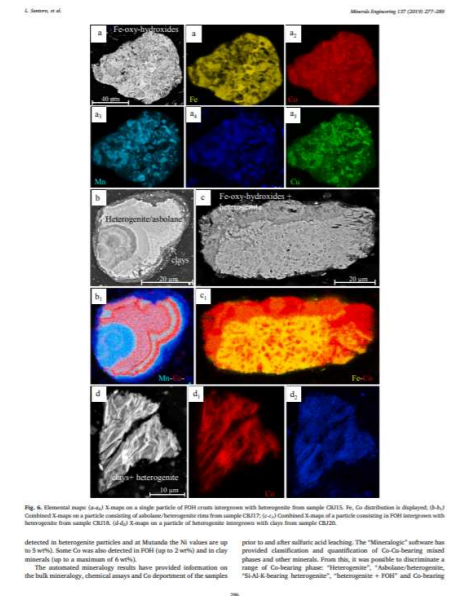 L. Santoro, et al.
Minerals Engineering 137 (2019) 277–289
a
Fe-oxy-hydroxides
40 µm
a
Fe
a2
Co
a3
Mn
a4
a5
Cu
b
Heterogenite/asbolane
clays
20 µm
c
Fe-oxy-hydroxides +
heterogenite
20 µm
b1
Mn-Co-
c1
Fe-Co
d
clays+ heterogenite
10 µm
d1
d2
Fig. 6. Elemental maps: (a-a5) X-maps on a single particle of FOH crusts intergrown with heterogenite from sample CBJ15. Fe, Co distribution is displayed; (b-b1)
Combined X-maps on a particle consisting of asbolane/heterogenite rims from sample CBJ17; (c-c1) Combined X-maps of a particle consisting in FOH intergrown with
heterogenite from sample CBJ18. (d-d2) X-maps on a particle of heterogenite intergrown with clays from sample CBJ20.
detected in heterogenite particles and at Mutanda the Ni values are up
to 5 wt%). Some Co was also detected in FOH (up to 2 wt%) and in clay
minerals (up to a maximum of 6 wt%).
The automated mineralogy results have provided information on
the bulk mineralogy, chemical assays and Co deportment of the samples
prior to and after sulfuric acid leaching. The "Mineralogic" software has
provided classification and quantification of Co-Cu-bearing mixed
phases and other minerals. From this, it was possible to discriminate a
range of Co-bearing phase: "Heterogenite", "Asbolane/heterogenite,
"Si-Al-K-bearing heterogenite", "heterogenite + FOH" and Co-bearing
286